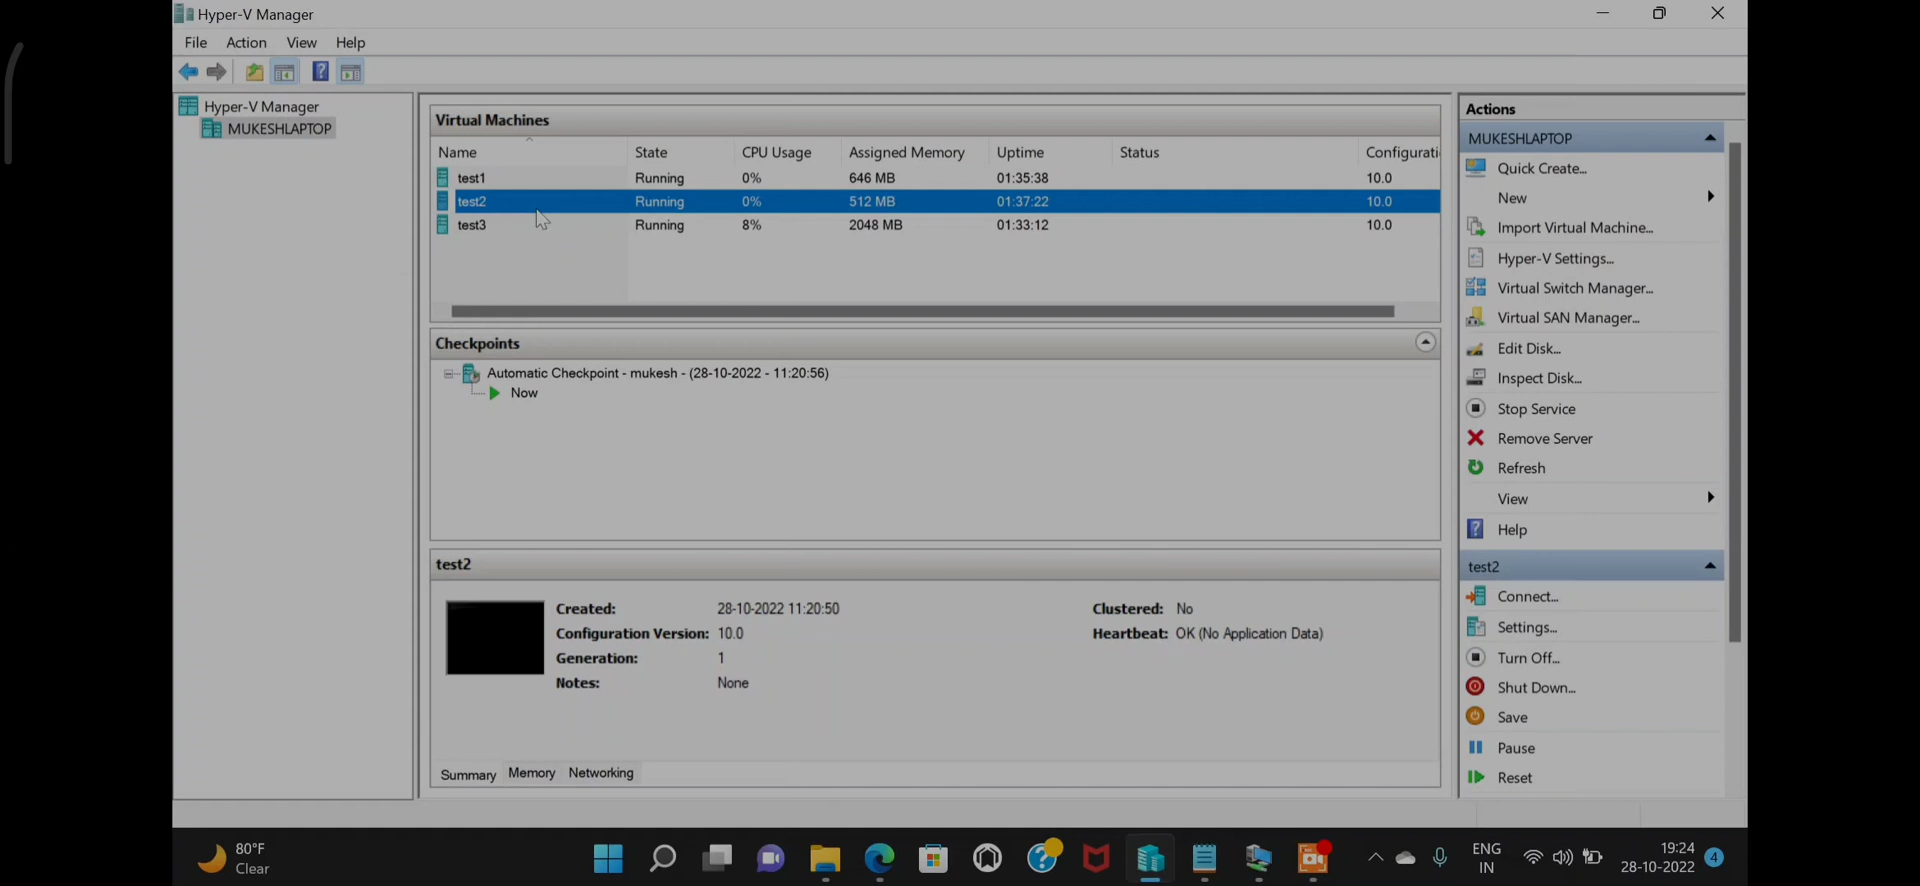 Hyper-V Manager
File Action View Help
Hyper-V Manager
MUKESHLAPTOP
Virtual Machines
Name State CPU Usage Assigned Memory Uptime Status Configurati
test1 Running 0% 646 MB 01:35:38 10.0
test2 Running 0% 512 MB 01:37:22 10.0
test3 Running 8% 2048 MB 01:33:12 10.0
Checkpoints
Automatic Checkpoint - mukesh - (28-10-2022 - 11:20:56)
Now
test2
Created: 28-10-2022 11:20:50 Clustered: No
Configuration Version: 10.0 Heartbeat: OK (No Application Data)
Generation: 1
Notes: None
Summary Memory Networking
Actions
MUKESHLAPTOP
Quick Create...
New
Import Virtual Machine...
Hyper-V Settings...
Virtual Switch Manager...
Virtual SAN Manager...
Edit Disk...
Inspect Disk...
Stop Service
Remove Server
Refresh
View
Help
test2
Connect...
Settings...
Turn Off...
Shut Down...
Save
Pause
Reset
80°F
Clear
ENG
IN
19:24
28-10-2022
4